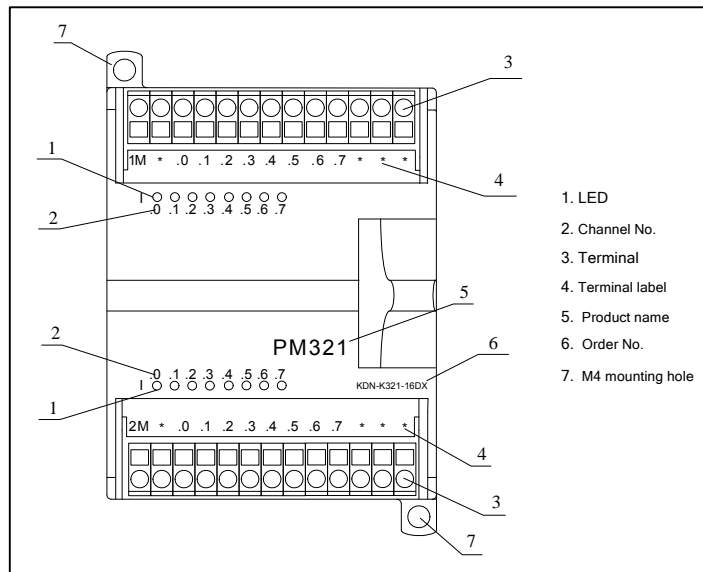 7
3
1
1M * .0 .1 .2 .3 .4 .5 .6 .7 * * *
4
I
2
.0 .1 .2 .3 .4 .5 .6 .7
1. LED
2. Channel No.
3. Terminal
4. Terminal label
5. Product name
6. Order No.
7. M4 mounting hole
5
PM321
6
2
.0 .1 .2 .3 .4 .5 .6 .7
I
KDN-K321-16DX
1
2M * .0 .1 .2 .3 .4 .5 .6 .7 * * *
4
3
7